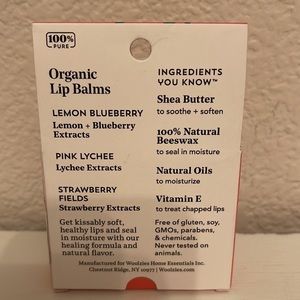 100%
PURE
Organic
Lip Balms
LEMON BLUEBERRY
Lemon + Blueberry
Extracts
PINK LYCHEE
Lychee Extracts
STRAWBERRY
FIELDS
Strawberry Extracts
Get kissably soft,
healthy lips and seal
in moisture with our
healing formula and
natural flavor.
INGREDIENTS
YOU KNOW™
Shea Butter
to soothe + soften
100% Natural
Beeswax
to seal in moisture
Natural Oils
to moisturize
Vitamin E
to treat chapped lips
Free of gluten, soy,
GMOs, parabens,
& chemicals.
Never tested on
animals.
Manufactured for Woolzies Home Essentials Inc.
Chestnut Ridge, NY 10977 | Woolzies.com